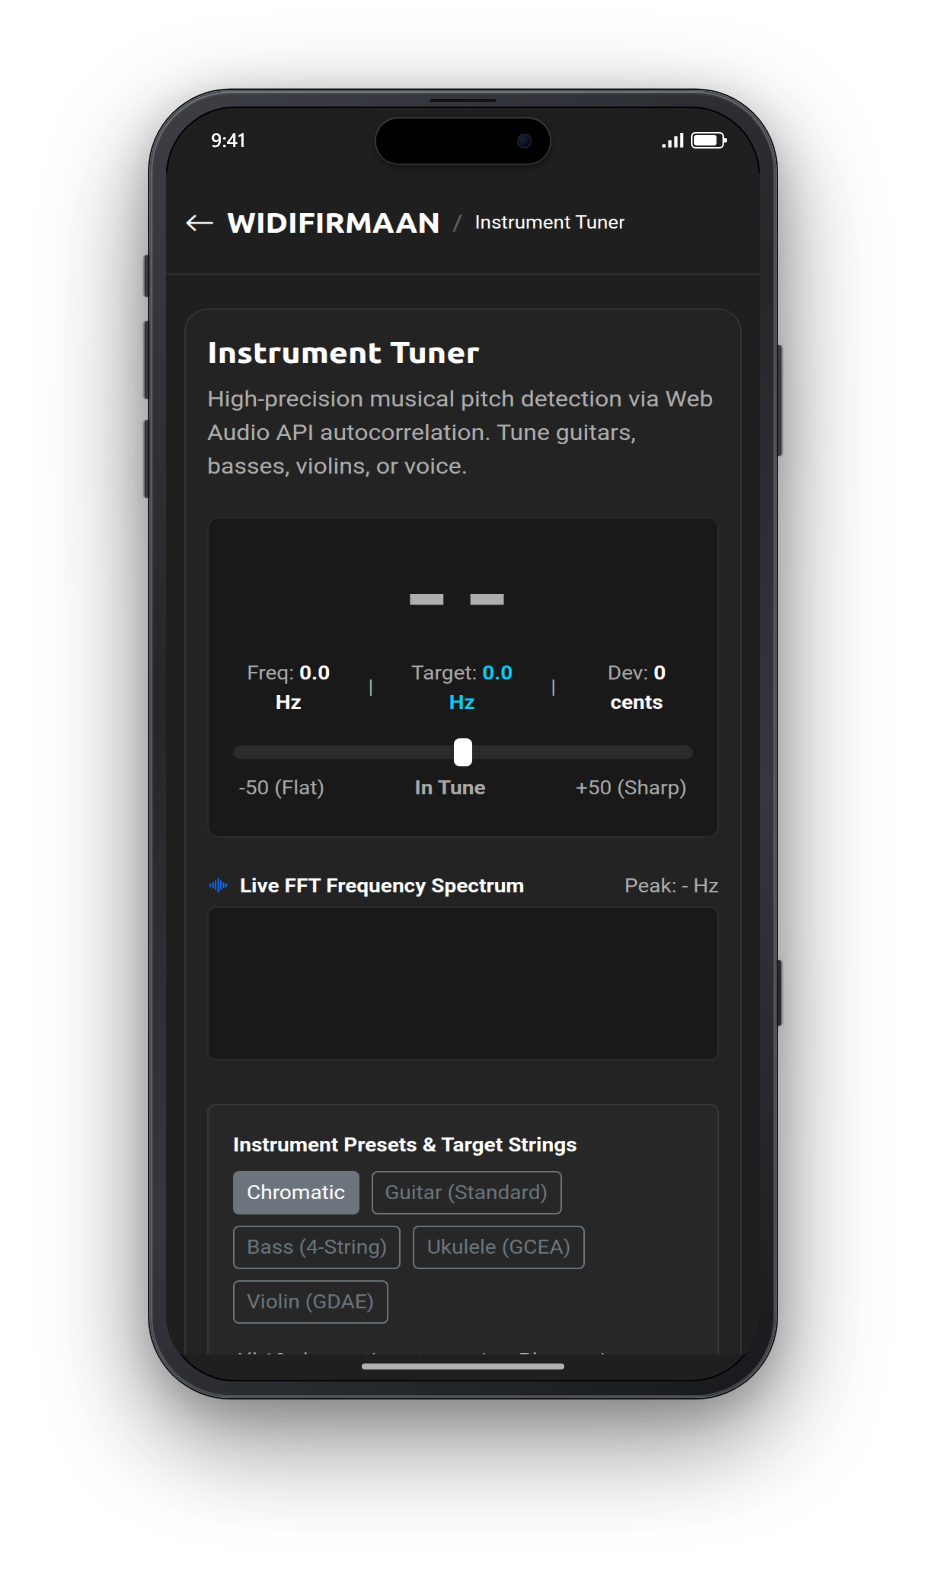 9:41
WIDIFIRMAAN / Instrument Tuner
Instrument Tuner
High-precision musical pitch detection via Web
Audio API autocorrelation. Tune guitars,
basses, violins, or voice.
– –
Freq: 0.0 Hz | Target: 0.0 Hz | Dev: 0 cents
-50 (Flat) In Tune +50 (Sharp)
Live FFT Frequency Spectrum Peak: - Hz
Instrument Presets & Target Strings
Chromatic Guitar (Standard)
Bass (4-String) Ukulele (GCEA)
Violin (GDAE)